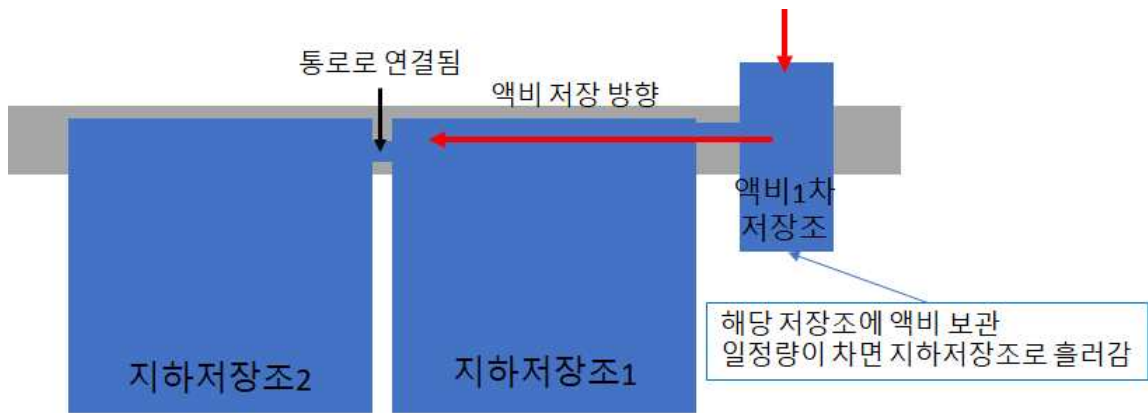 통로로 연결됨
액비 저장 방향
액비1차
저장조
해당 저장조에 액비 보관
일정량이 차면 지하저장조로 흘러감
지하저장조2
지하저장조1